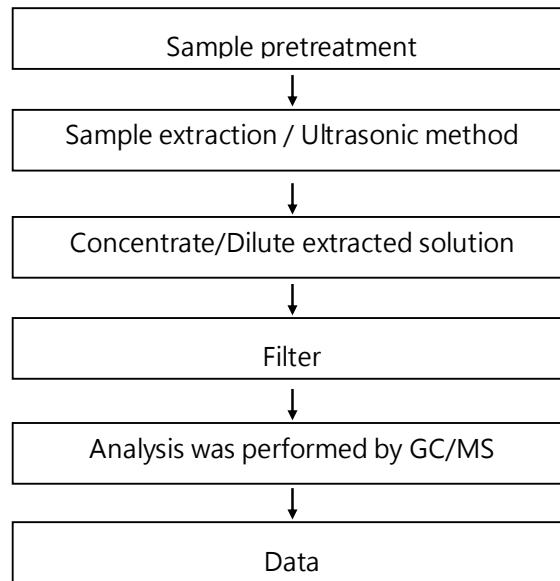 Sample pretreatment
Sample extraction / Ultrasonic method
Concentrate/Dilute extracted solution
Filter
Analysis was performed by GC/MS
Data